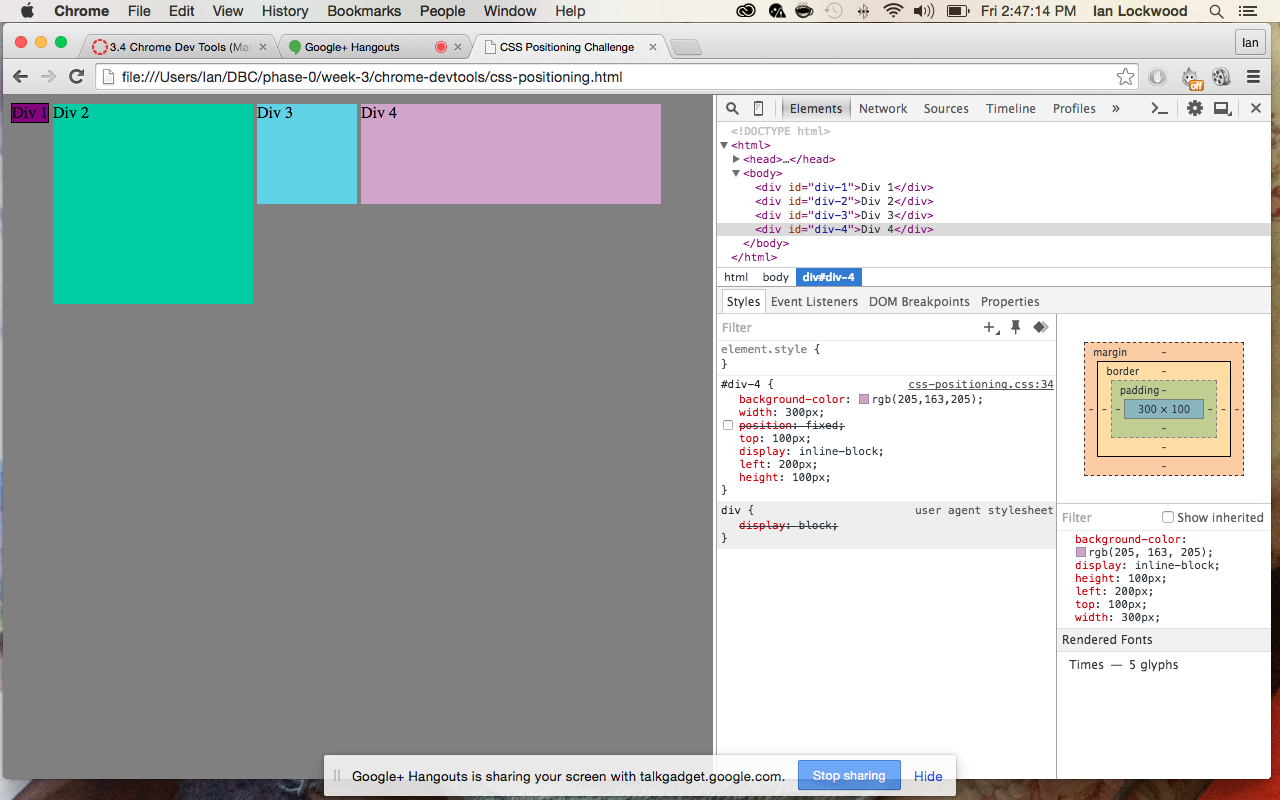 Chrome File Edit View History Bookmarks People Window Help Fri 2:47:14 PM Ian Lockwood
3.4 Chrome Dev Tools (Ma Google+ Hangouts CSS Positioning Challenge Ian
file:///Users/Ian/DBC/phase-0/week-3/chrome-devtools/css-positioning.html off
Div 1 Div 2 Div 3 Div 4
Elements Network Sources Timeline Profiles »
<!DOCTYPE html>
<html>
<head>…</head>
<body>
<div id="div-1">Div 1</div>
<div id="div-2">Div 2</div>
<div id="div-3">Div 3</div>
<div id="div-4">Div 4</div>
</body>
</html>
html body div#div-4
Styles Event Listeners DOM Breakpoints Properties
Filter
element.style {
}
#div-4 { css-positioning.css:34
background-color: rgb(205,163,205);
width: 300px;
position: fixed;
top: 100px;
display: inline-block;
left: 200px;
height: 100px;
}
div { user agent stylesheet
display: block;
}
margin -
border -
padding -
- - - 300 × 100 - - -
-
-
-
Filter Show inherited
background-color:
rgb(205, 163, 205);
display: inline-block;
height: 100px;
left: 200px;
top: 100px;
width: 300px;
Rendered Fonts
Times — 5 glyphs
Google+ Hangouts is sharing your screen with talkgadget.google.com. Stop sharing Hide